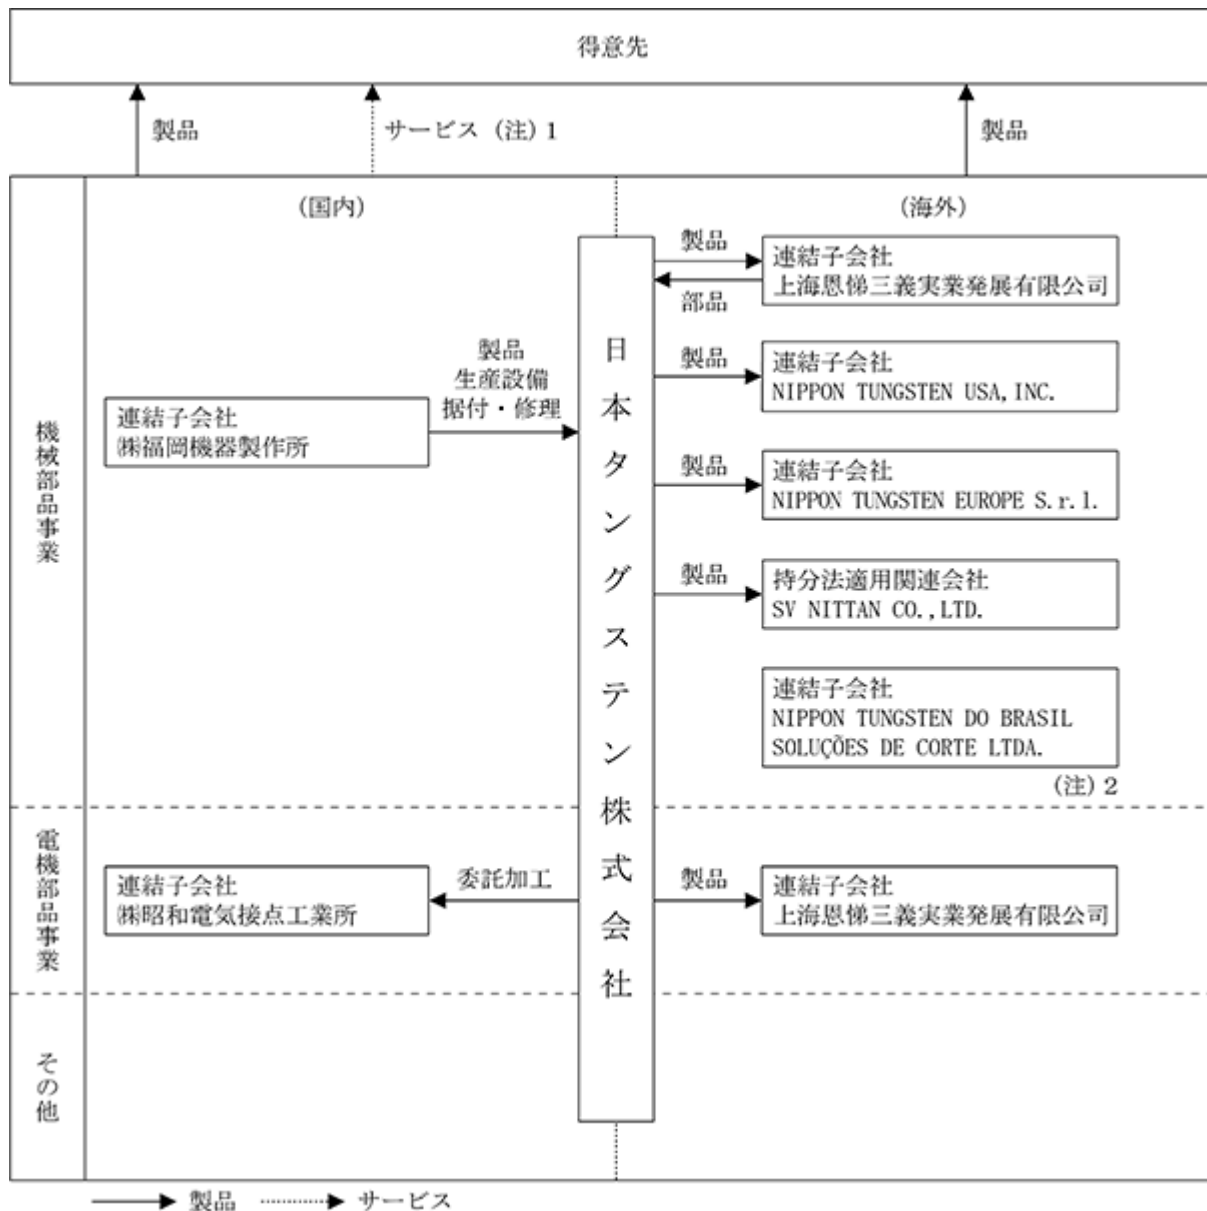 得意先
製品
サービス (注) 1
製品
(国内)
(海外)
機械部品事業
連結子会社
㈱福岡機器製作所
製品
生産設備
据付・修理
日本タングステン株式会社
製品
部品
連結子会社
上海恩悌三義実業発展有限公司
製品
連結子会社
NIPPON TUNGSTEN USA, INC.
製品
連結子会社
NIPPON TUNGSTEN EUROPE S.r.l.
製品
持分法適用関連会社
SV NITTAN CO.,LTD.
連結子会社
NIPPON TUNGSTEN DO BRASIL
SOLUÇÕES DE CORTE LTDA.
(注) 2
電機部品事業
連結子会社
㈱昭和電気接点工業所
委託加工
製品
連結子会社
上海恩悌三義実業発展有限公司
その他
製品
サービス